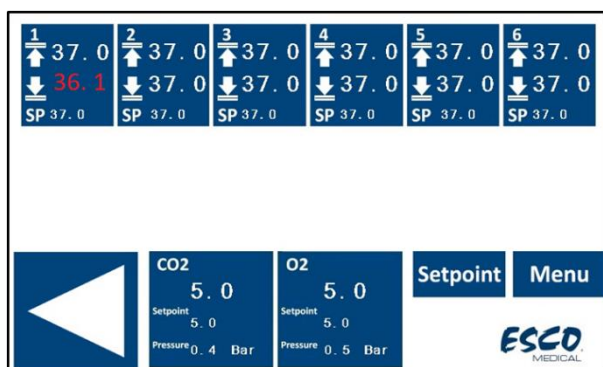 1 2 3 4 5 6
37.0 37.0 37.0 37.0 37.0 37.0
36.1 37.0 37.0 37.0 37.0 37.0
SP 37.0 SP 37.0 SP 37.0 SP 37.0 SP 37.0 SP 37.0
CO2
5.0
Setpoint
5.0
Pressure 0.4 Bar
O2
5.0
Setpoint
5.0
Pressure 0.5 Bar
Setpoint
Menu
ESCO
MEDICAL